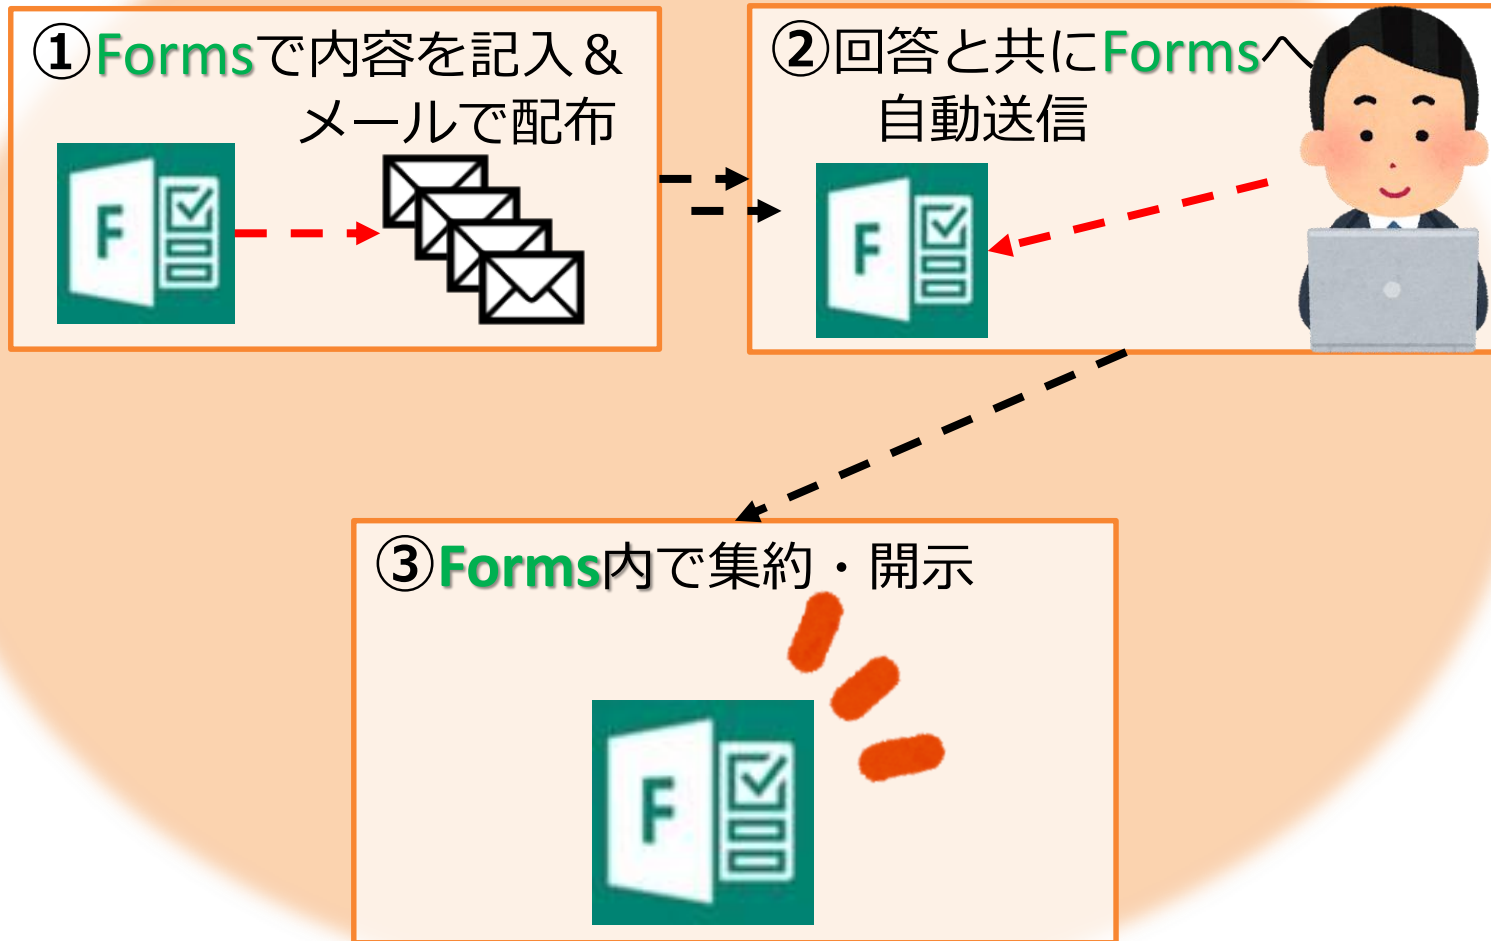 ①Formsで内容を記入＆
メールで配布
F
②回答と共にFormsへ
自動送信
F
③Forms内で集約・開示
F